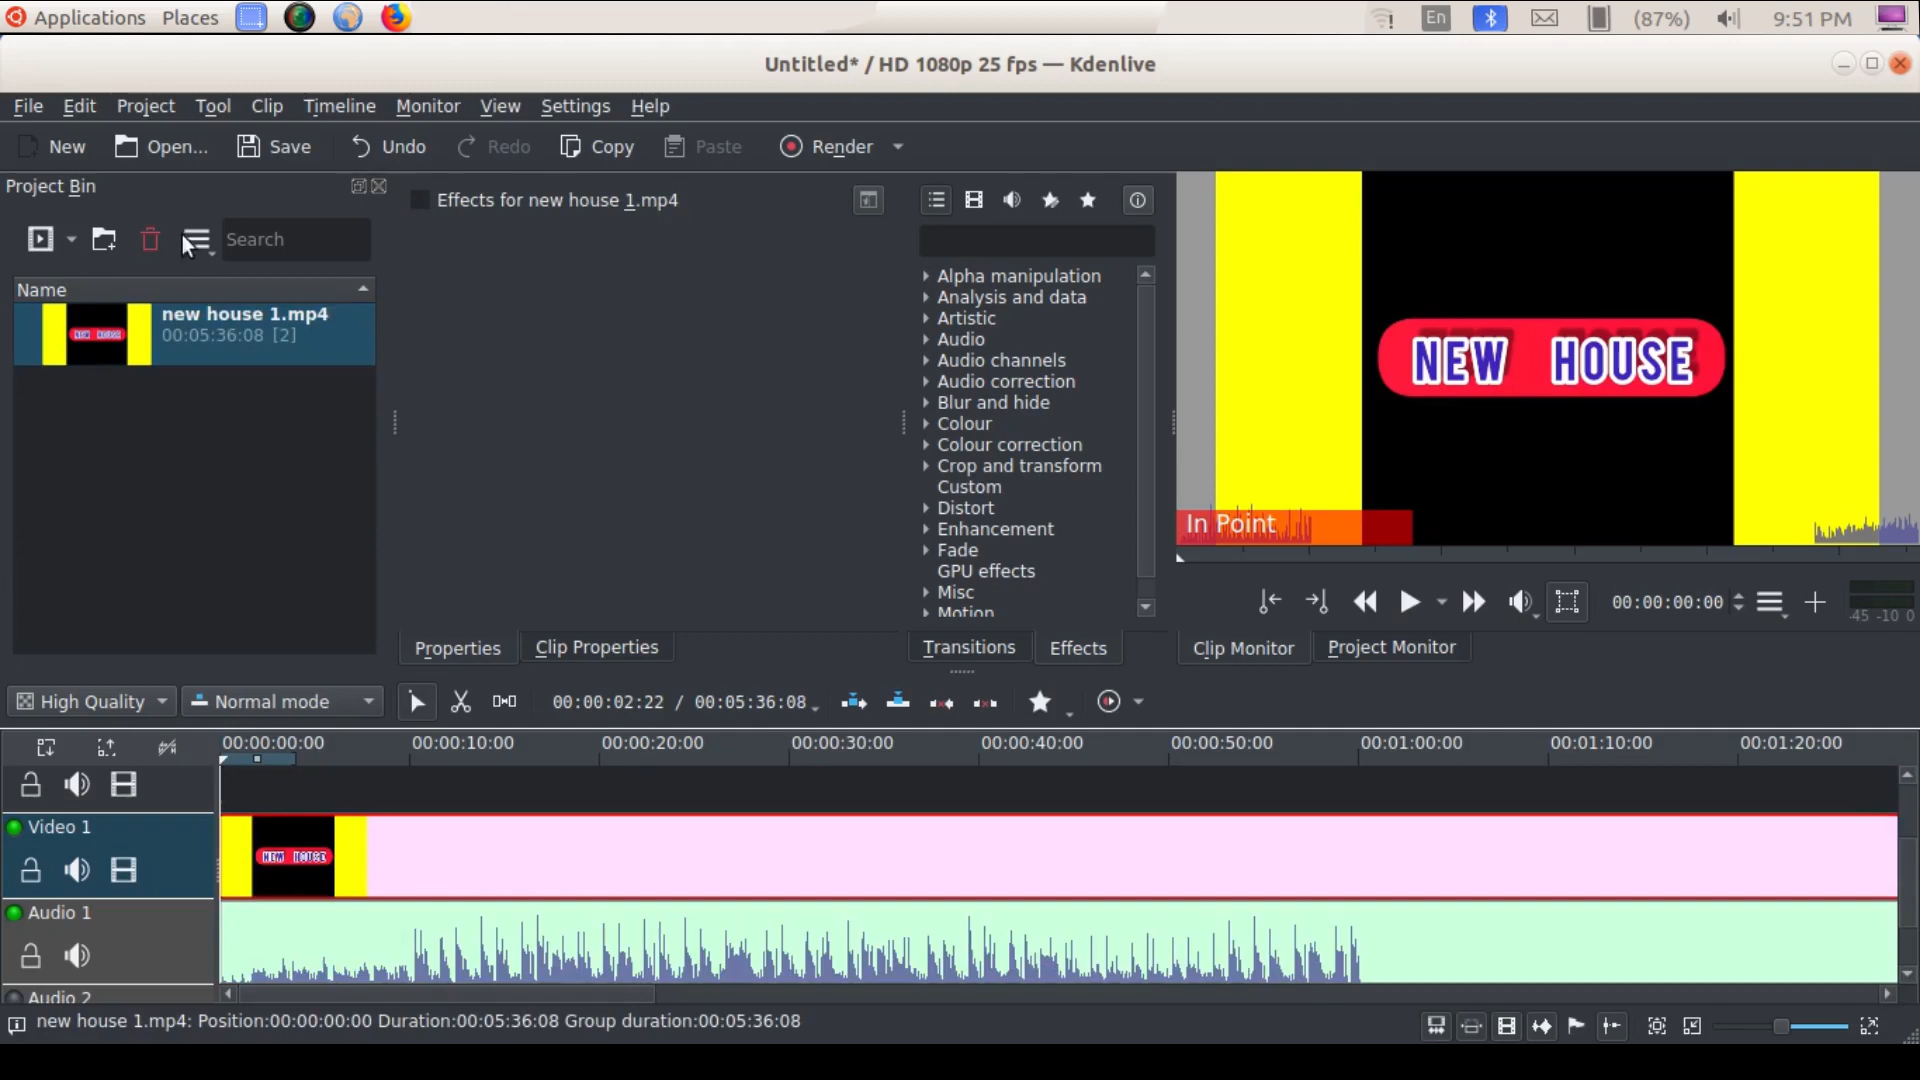 Applications Places En (87%) 9:51 PM
Untitled* / HD 1080p 25 fps — Kdenlive
File Edit Project Tool Clip Timeline Monitor View Settings Help
New Open... Save Undo Redo Copy Paste Render
Project Bin
Search
Name
new house 1.mp4
00:05:36:08 [2]
Effects for new house 1.mp4
Alpha manipulation
Analysis and data
Artistic
Audio
Audio channels
Audio correction
Blur and hide
Colour
Colour correction
Crop and transform
Custom
Distort
Enhancement
Fade
GPU effects
Misc
Motion
NEW HOUSE
In Point
00:00:00:00
-45 -10 0
Properties Clip Properties Transitions Effects Clip Monitor Project Monitor
High Quality Normal mode 00:00:02:22 / 00:05:36:08
00:00:00:00 00:00:10:00 00:00:20:00 00:00:30:00 00:00:40:00 00:00:50:00 00:01:00:00 00:01:10:00 00:01:20:00
Video 1
NEW HOUSE
Audio 1
Audio 2
new house 1.mp4: Position:00:00:00:00 Duration:00:05:36:08 Group duration:00:05:36:08